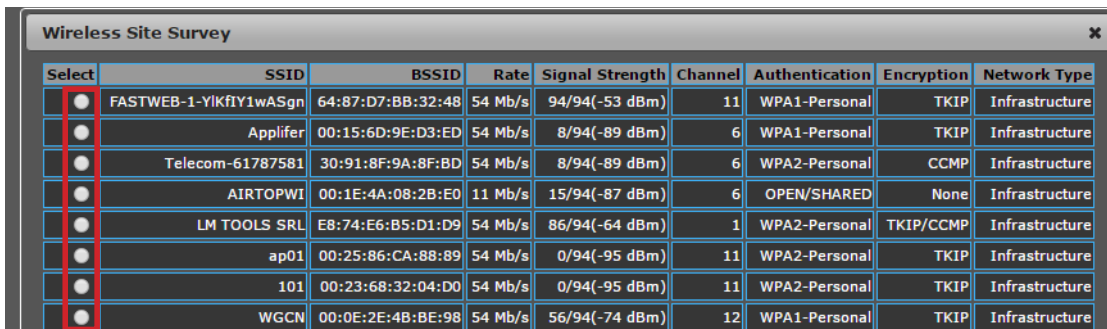 Wireless Site Survey
Select SSID BSSID Rate Signal Strength Channel Authentication Encryption Network Type
FASTWEB-1-YlKfIY1wASgn 64:87:D7:BB:32:48 54 Mb/s 94/94(-53 dBm) 11 WPA1-Personal TKIP Infrastructure
Applifer 00:15:6D:9E:D3:ED 54 Mb/s 8/94(-89 dBm) 6 WPA1-Personal TKIP Infrastructure
Telecom-61787581 30:91:8F:9A:8F:BD 54 Mb/s 8/94(-89 dBm) 6 WPA2-Personal CCMP Infrastructure
AIRTOPWI 00:1E:4A:08:2B:E0 11 Mb/s 15/94(-87 dBm) 6 OPEN/SHARED None Infrastructure
LM TOOLS SRL E8:74:E6:B5:D1:D9 54 Mb/s 86/94(-64 dBm) 1 WPA2-Personal TKIP/CCMP Infrastructure
ap01 00:25:86:CA:88:89 54 Mb/s 0/94(-95 dBm) 11 WPA2-Personal TKIP Infrastructure
101 00:23:68:32:04:D0 54 Mb/s 0/94(-95 dBm) 11 WPA2-Personal TKIP Infrastructure
WGCN 00:0E:2E:4B:BE:98 54 Mb/s 56/94(-74 dBm) 12 WPA1-Personal TKIP Infrastructure